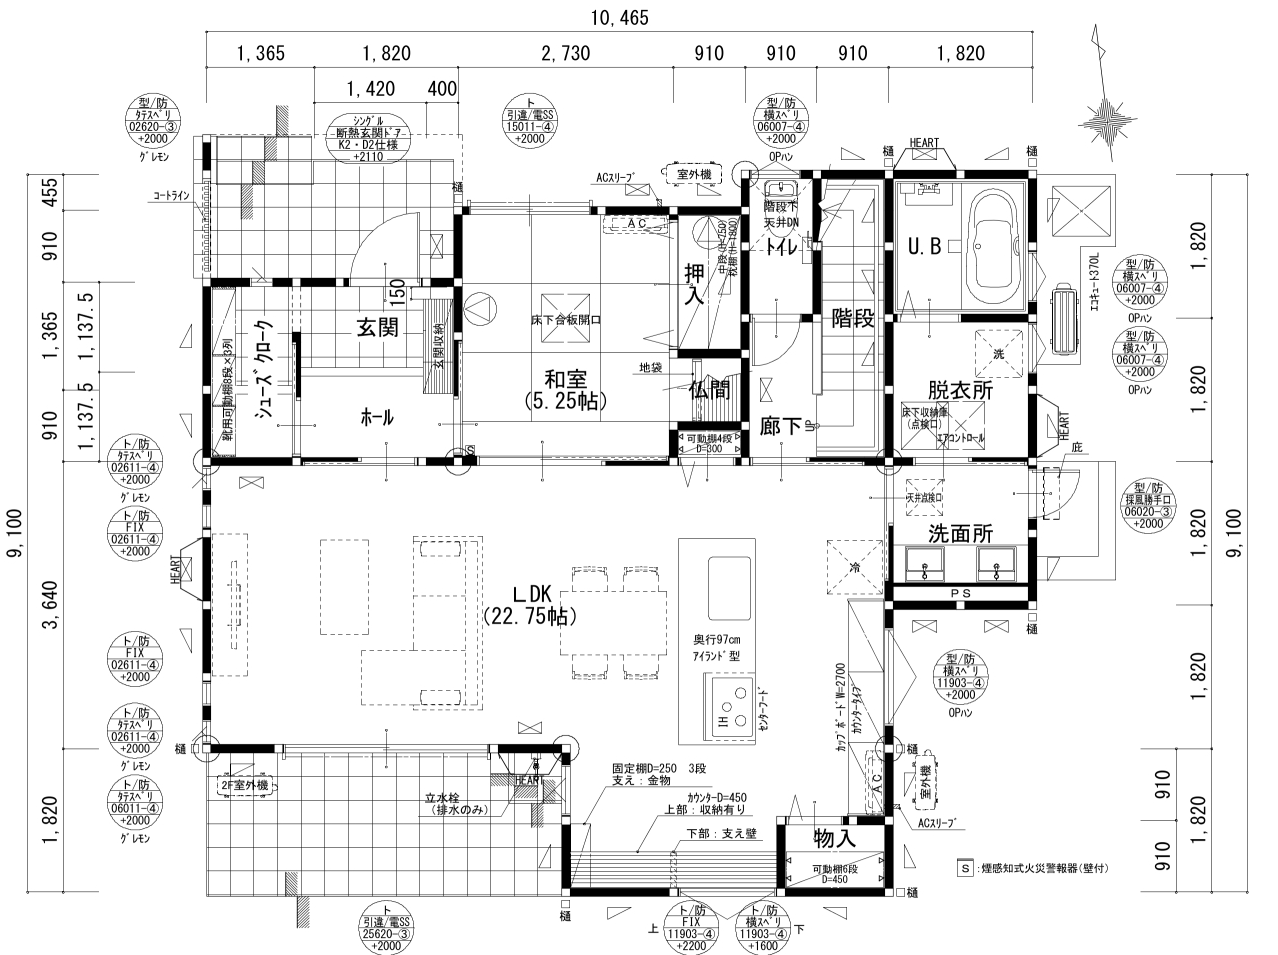 10,465
1,365
1,820
2,730
910
910
910
1,820
1,420
400
型/防
ﾀﾃｽﾍﾞﾘ
02620-③
+2000
ｸﾞﾚﾓﾝ
ｼﾝｸﾞﾙ
断熱玄関ﾄﾞｱ
K2・D2仕様
+2110
ト
引違/電SS
15011-④
+2000
型/防
横ｽﾍﾞﾘ
06007-④
+2000
OPﾊﾝ
HEART
樋
樋
樋
室外機
ACｽﾘｰﾌﾞ
ｺｰﾄﾗｲﾝ
455
910
1,365
910
1,137.5
1,137.5
150
AC
階段下
天井DN
ﾄｲﾚ
U.B
押入
中段(H=750)
枕棚(H=1800)
階段
UP
ｴｺｷｭｰﾄ370L
型/防
横ｽﾍﾞﾘ
06007-④
+2000
OPﾊﾝ
型/防
横ｽﾍﾞﾘ
06007-④
+2000
OPﾊﾝ
1,820
1,820
玄関
玄関収納
ｼｭｰｽﾞｸﾛｰｸ
靴用可動棚8段×3列
ﾎｰﾙ
床下合板開口
和室
(5.25帖)
地袋
仏間
可動棚4段
D=300
廊下
洗
脱衣所
床下収納庫
(点検口)
ｴｱｺﾝﾄﾛｰﾙ
HEART
庇
S
ト/防
ﾀﾃｽﾍﾞﾘ
02611-④
+2000
ｸﾞﾚﾓﾝ
ト/防
FIX
02611-④
+2000
HEART
9,100
3,640
LDK
(22.75帖)
冷
天井点検口
洗面所
PS
型/防
採風勝手口
06020-③
+2000
1,820
9,100
樋
奥行97cm
ｱｲﾗﾝﾄﾞ型
IH
ｾﾝﾀｰﾌｰﾄﾞ
ｶｯﾌﾟﾎﾞｰﾄﾞW=2700
ｶｳﾝﾀｰﾀｲﾌﾟ
型/防
横ｽﾍﾞﾘ
11903-④
+2000
OPﾊﾝ
1,820
ト/防
FIX
02611-④
+2000
ト/防
ﾀﾃｽﾍﾞﾘ
02611-④
+2000
ｸﾞﾚﾓﾝ
樋
樋
ト/防
ﾀﾃｽﾍﾞﾘ
06011-④
+2000
ｸﾞﾚﾓﾝ
1,820
2F室外機
HEART
立水栓
(排水のみ)
固定棚D=250 3段
支え：金物
ｶｳﾝﾀｰD=450
上部：収納有り
下部：支え壁
AC
室外機
ACｽﾘｰﾌﾞ
物入
可動棚6段
D=450
910
910
1,820
S：煙感知式火災警報器(壁付)
樋
樋
ト
引違/電SS
25620-③
+2000
上
ト/防
FIX
11903-④
+2200
ト/防
横ｽﾍﾞﾘ
11903-④
+1600
下